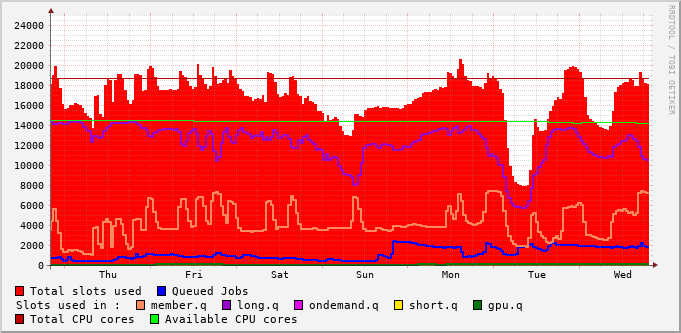 RRDTOOL / TOBI OETIKER
24000
22000
20000
18000
16000
14000
12000
10000
8000
6000
4000
2000
0
Thu Fri Sat Sun Mon Tue Wed
Total slots used Queued Jobs
Slots used in : member.q long.q ondemand.q short.q gpu.q
Total CPU cores Available CPU cores